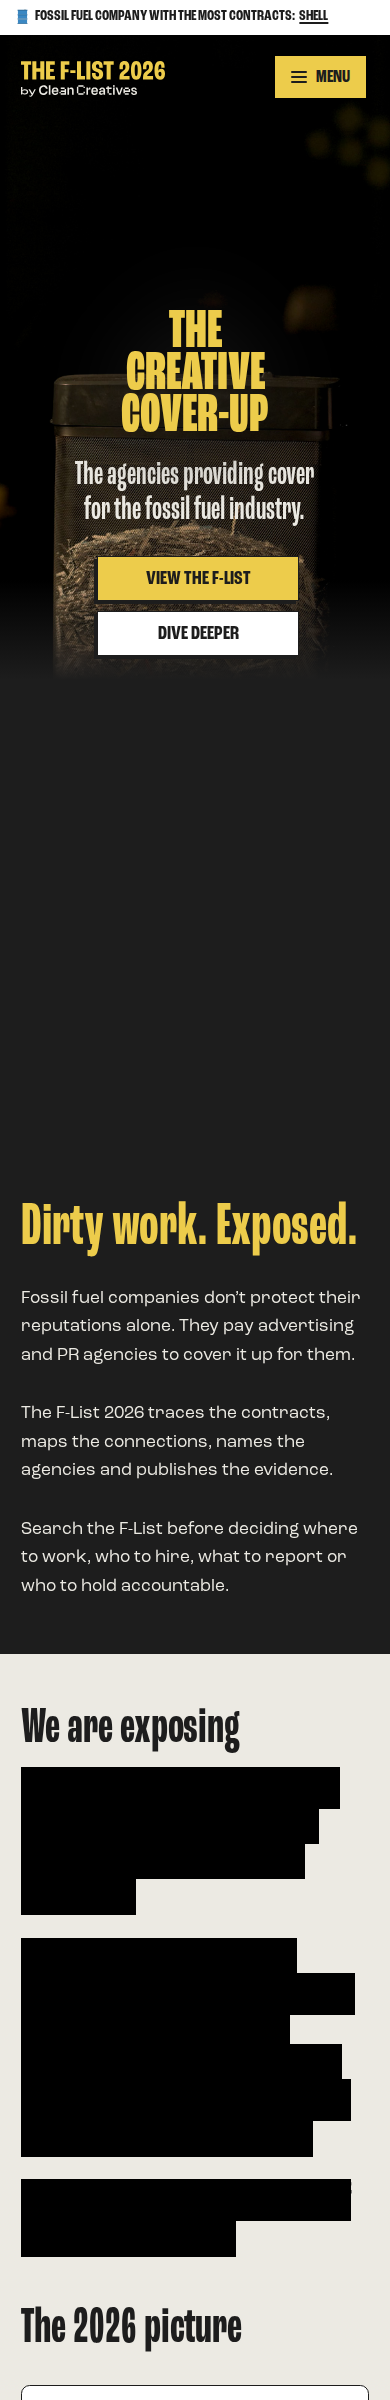 FOSSIL FUEL COMPANY WITH THE MOST CONTRACTS: SHELL
THE F-LIST 2026
by Clean Creatives
MENU
THE
CREATIVE
COVER-UP
The agencies providing cover
for the fossil fuel industry.
VIEW THE F-LIST
DIVE DEEPER
Dirty work. Exposed.
Fossil fuel companies don’t protect their
reputations alone. They pay advertising
and PR agencies to cover it up for them.
The F-List 2026 traces the contracts,
maps the connections, names the
agencies and publishes the evidence.
Search the F-List before deciding where
to work, who to hire, what to report or
who to hold accountable.
We are exposing
The 2026 picture